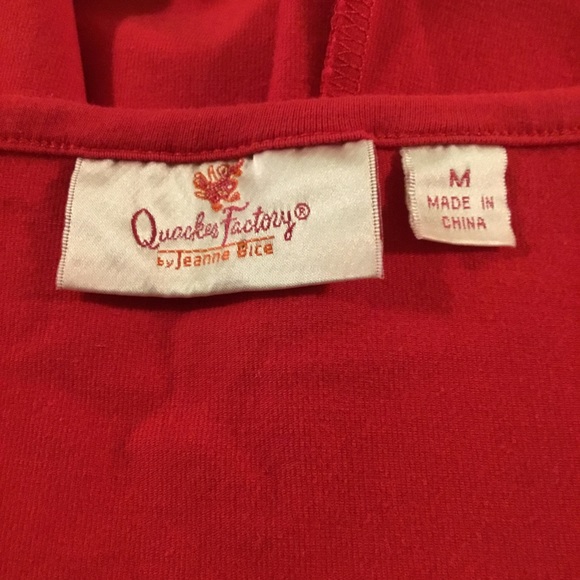 Quacker Factory®
by Jeanne Bice
M
MADE IN
CHINA